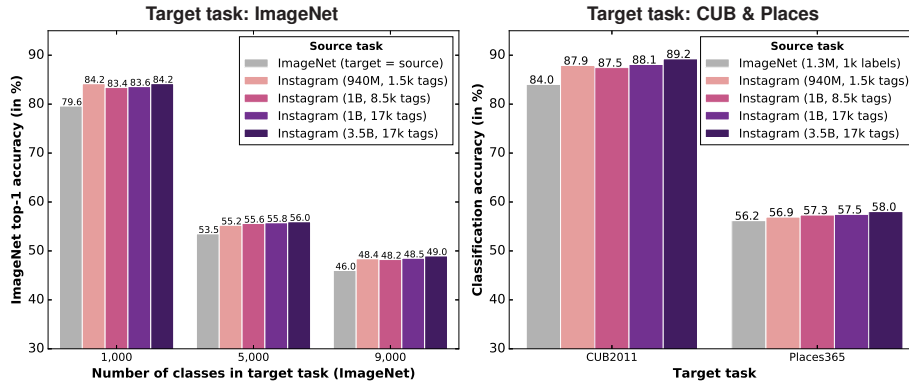 Target task: ImageNet
ImageNet top-1 accuracy (in %)
90
80
70
60
50
40
30
Source task
ImageNet (target = source)
Instagram (940M, 1.5k tags)
Instagram (1B, 8.5k tags)
Instagram (1B, 17k tags)
Instagram (3.5B, 17k tags)
79.6 84.2 83.4 83.6 84.2
53.5 55.2 55.6 55.8 56.0
46.0 48.4 48.2 48.5 49.0
1,000 5,000 9,000
Number of classes in target task (ImageNet)
Target task: CUB & Places
Classification accuracy (in %)
90
80
70
60
50
40
30
Source task
ImageNet (1.3M, 1k labels)
Instagram (940M, 1.5k tags)
Instagram (1B, 8.5k tags)
Instagram (1B, 17k tags)
Instagram (3.5B, 17k tags)
84.0 87.9 87.5 88.1 89.2
56.2 56.9 57.3 57.5 58.0
CUB2011 Places365
Target task